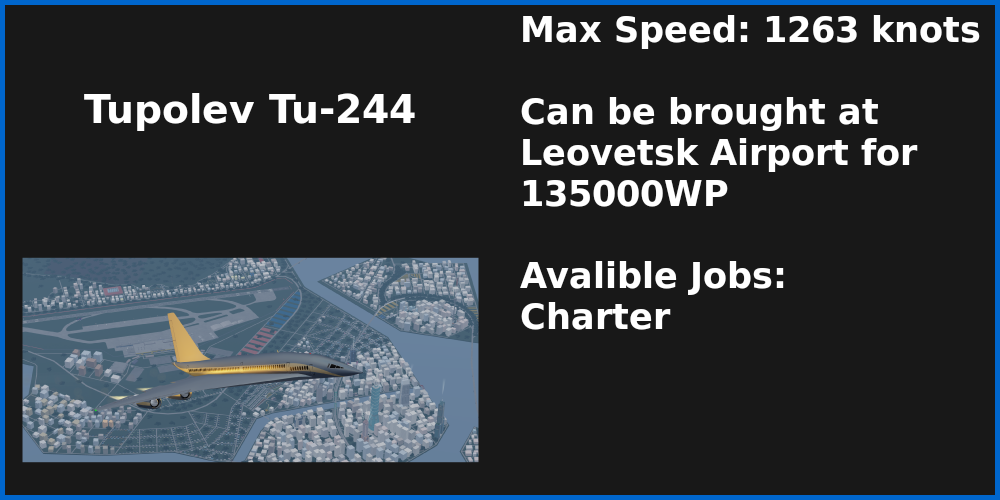 Tupolev Tu-244
Max Speed: 1263 knots
Can be brought at
Leovetsk Airport for
135000WP
Avalible Jobs:
Charter